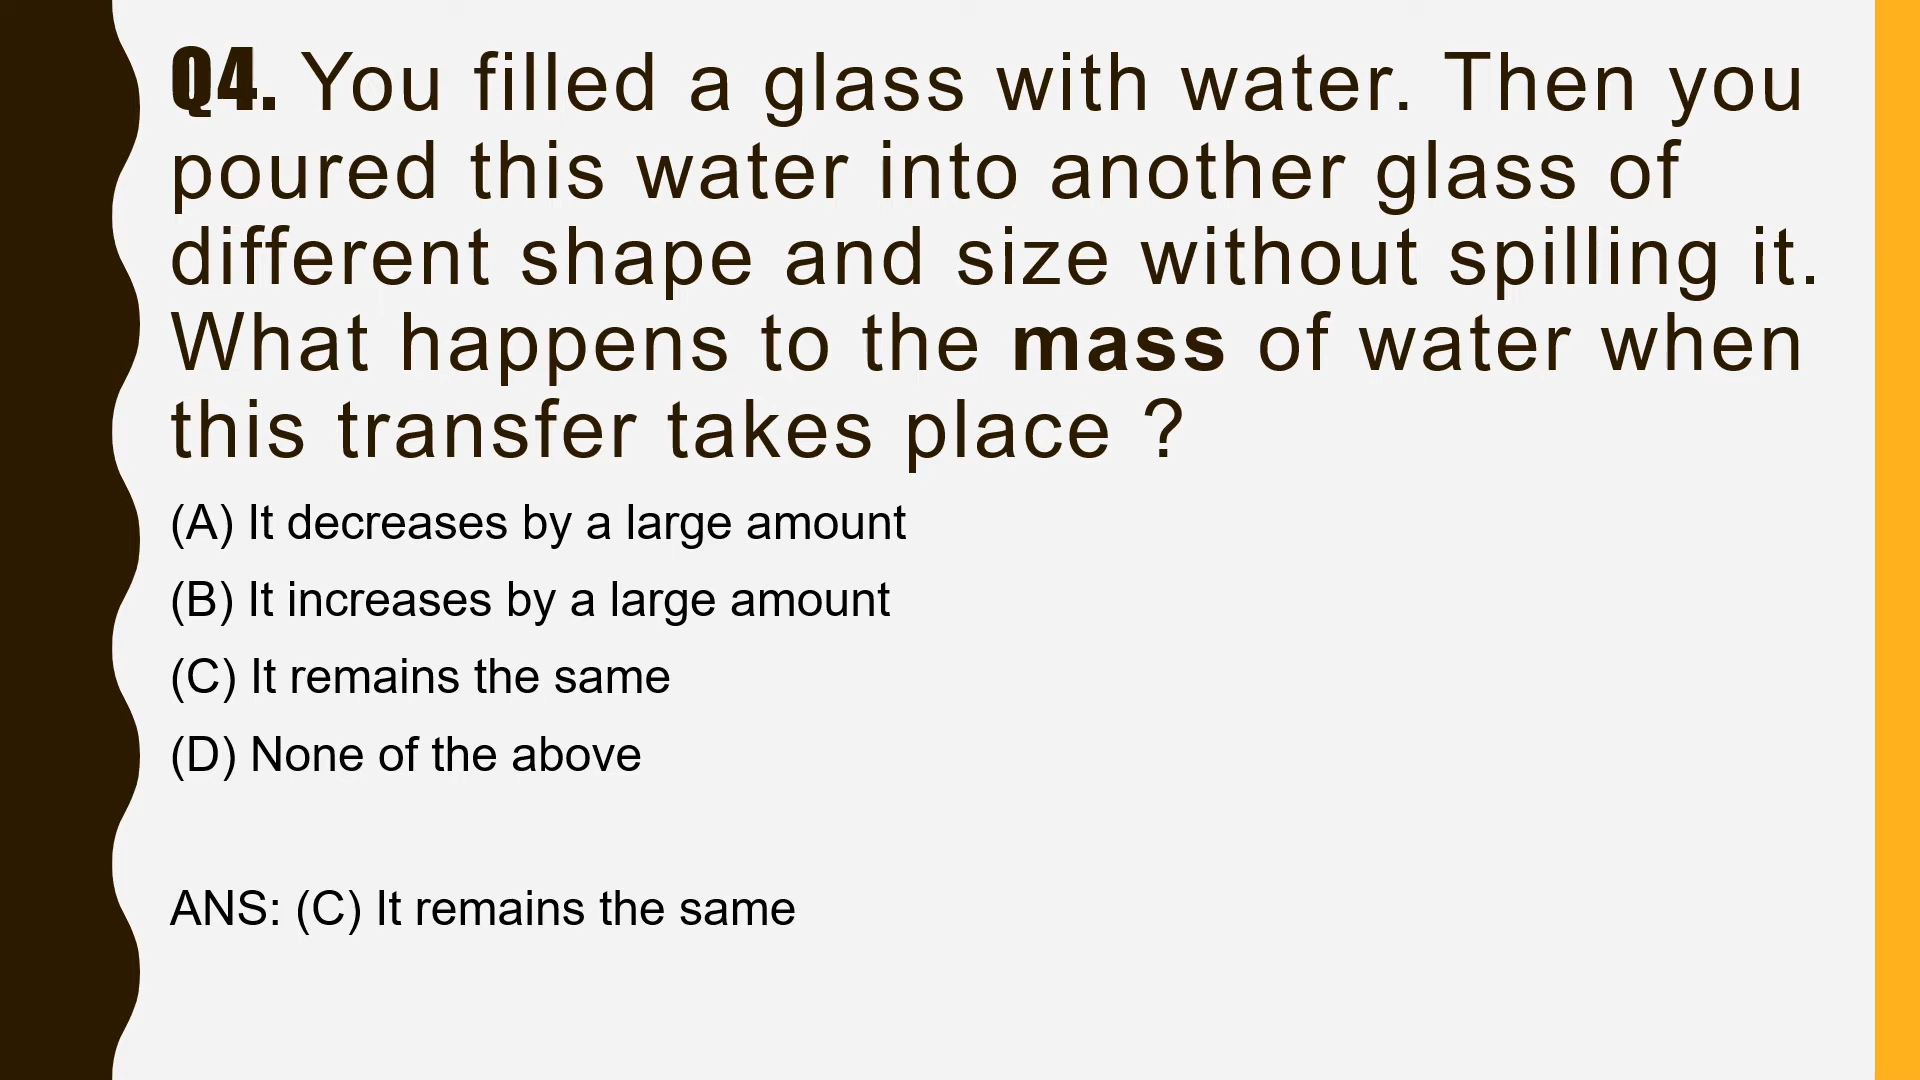 Q4. You filled a glass with water. Then you
poured this water into another glass of
different shape and size without spilling it.
What happens to the mass of water when
this transfer takes place ?
(A) It decreases by a large amount
(B) It increases by a large amount
(C) It remains the same
(D) None of the above
ANS: (C) It remains the same